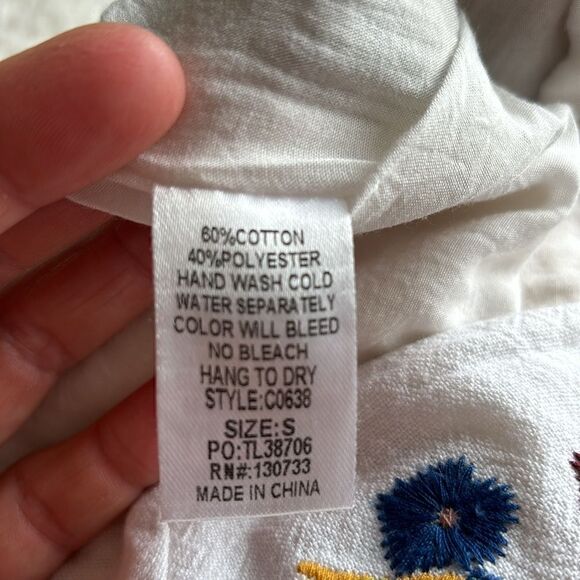 60%COTTON
40%POLYESTER
HAND WASH COLD
WATER SEPARATELY
COLOR WILL BLEED
NO BLEACH
HANG TO DRY
STYLE:C0638
SIZE:S
PO:TL38706
RN#:130733
MADE IN CHINA